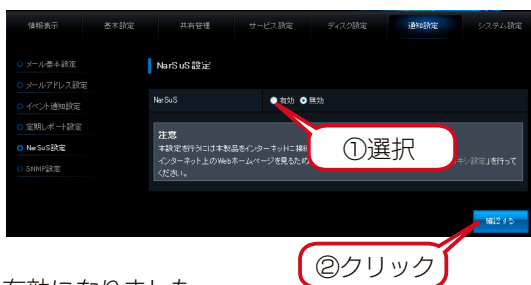 情報表示 基本設定 共有管理 サービス設定 ディスク設定 通知設定 システム設定
メール基本設定
メールアドレス設定
イベント通知設定
定期レポート設定
NarSuS設定
SNMP設定
NarSuS設定
NarSuS 有効 無効
注意
本設定を行うには本製品をインターネットに接続
インターネット上のWebホームページを見るため キシ設定」を行って
ください。
①選択
確認する
②クリック
有効になりました